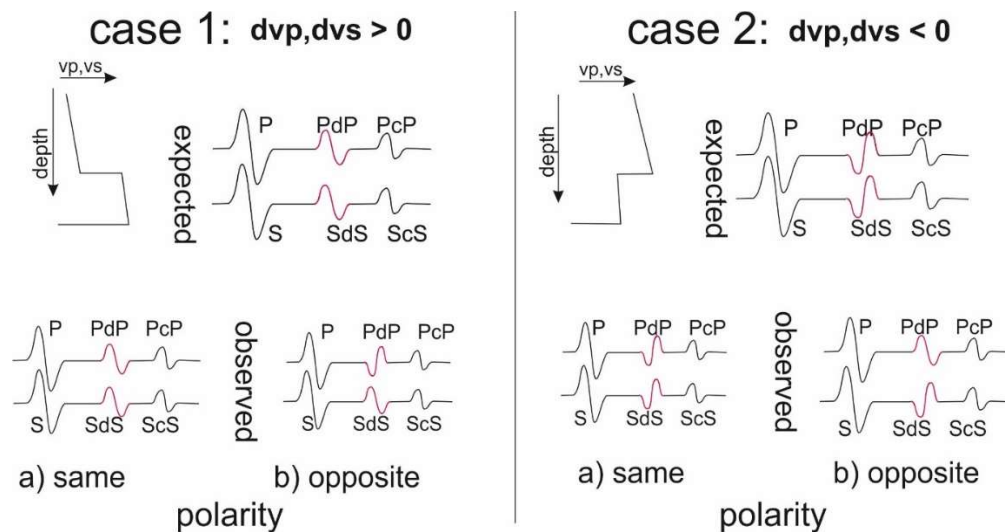 case 1: dvp,dvs > 0
vp,vs
depth
expected
P PdP PcP
S SdS ScS
observed
P PdP PcP
S SdS ScS
a) same
P PdP PcP
S SdS ScS
b) opposite
polarity
case 2: dvp,dvs < 0
vp,vs
depth
expected
P PdP PcP
S SdS ScS
observed
P PdP PcP
S SdS ScS
a) same
P PdP PcP
S SdS ScS
b) opposite
polarity